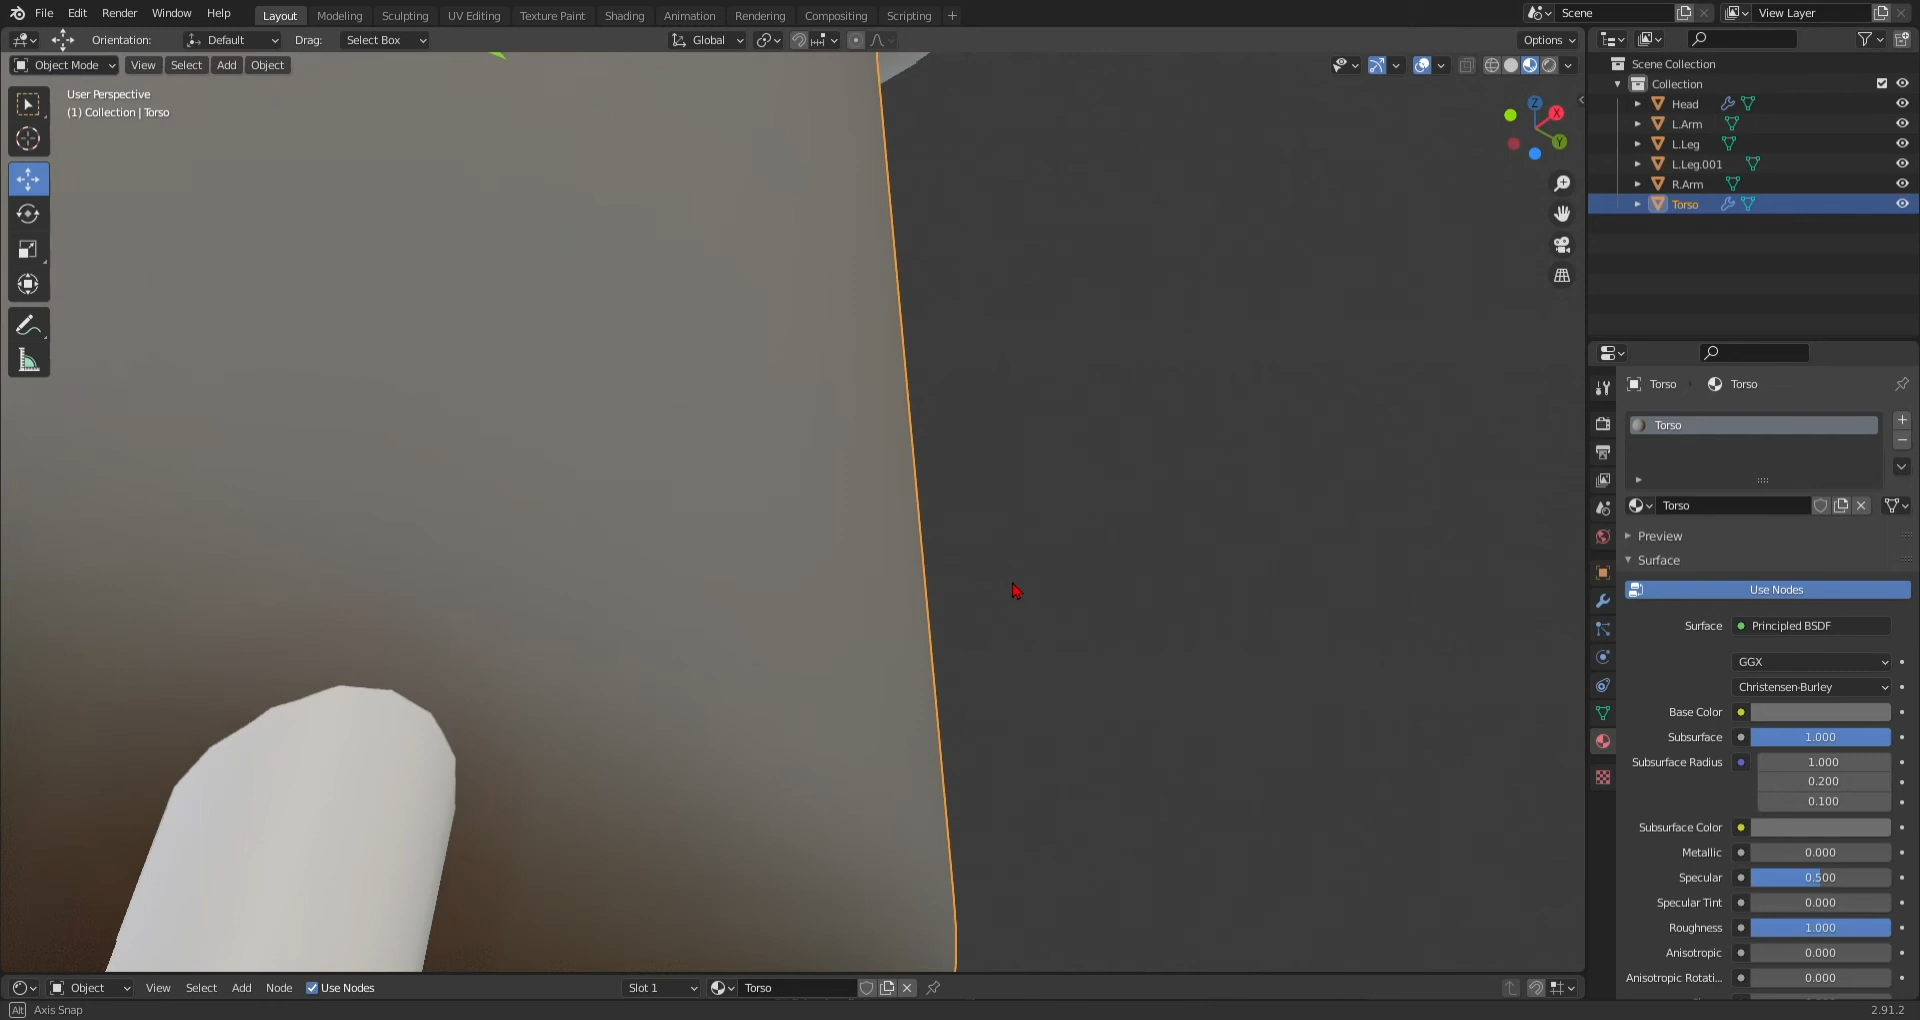 File Edit Render Window Help Layout Modeling Sculpting UV Editing Texture Paint Shading Animation Rendering Compositing Scripting + Scene View Layer
Orientation: Default Drag: Select Box Global Options
Object Mode View Select Add Object
User Perspective
(1) Collection | Torso
Z
X
Y
Scene Collection
Collection
Head
L.Arm
L.Leg
L.Leg.001
R.Arm
Torso
Torso Torso
Torso
Torso
Preview
Surface
Use Nodes
Surface Principled BSDF
GGX
Christensen-Burley
Base Color
Subsurface 1.000
Subsurface Radius 1.000
0.200
0.100
Subsurface Color
Metallic 0.000
Specular 0.500
Specular Tint 0.000
Roughness 1.000
Anisotropic 0.000
Anisotropic Rotati... 0.000
Object View Select Add Node Use Nodes Slot 1 Torso
Alt Axis Snap 2.91.2